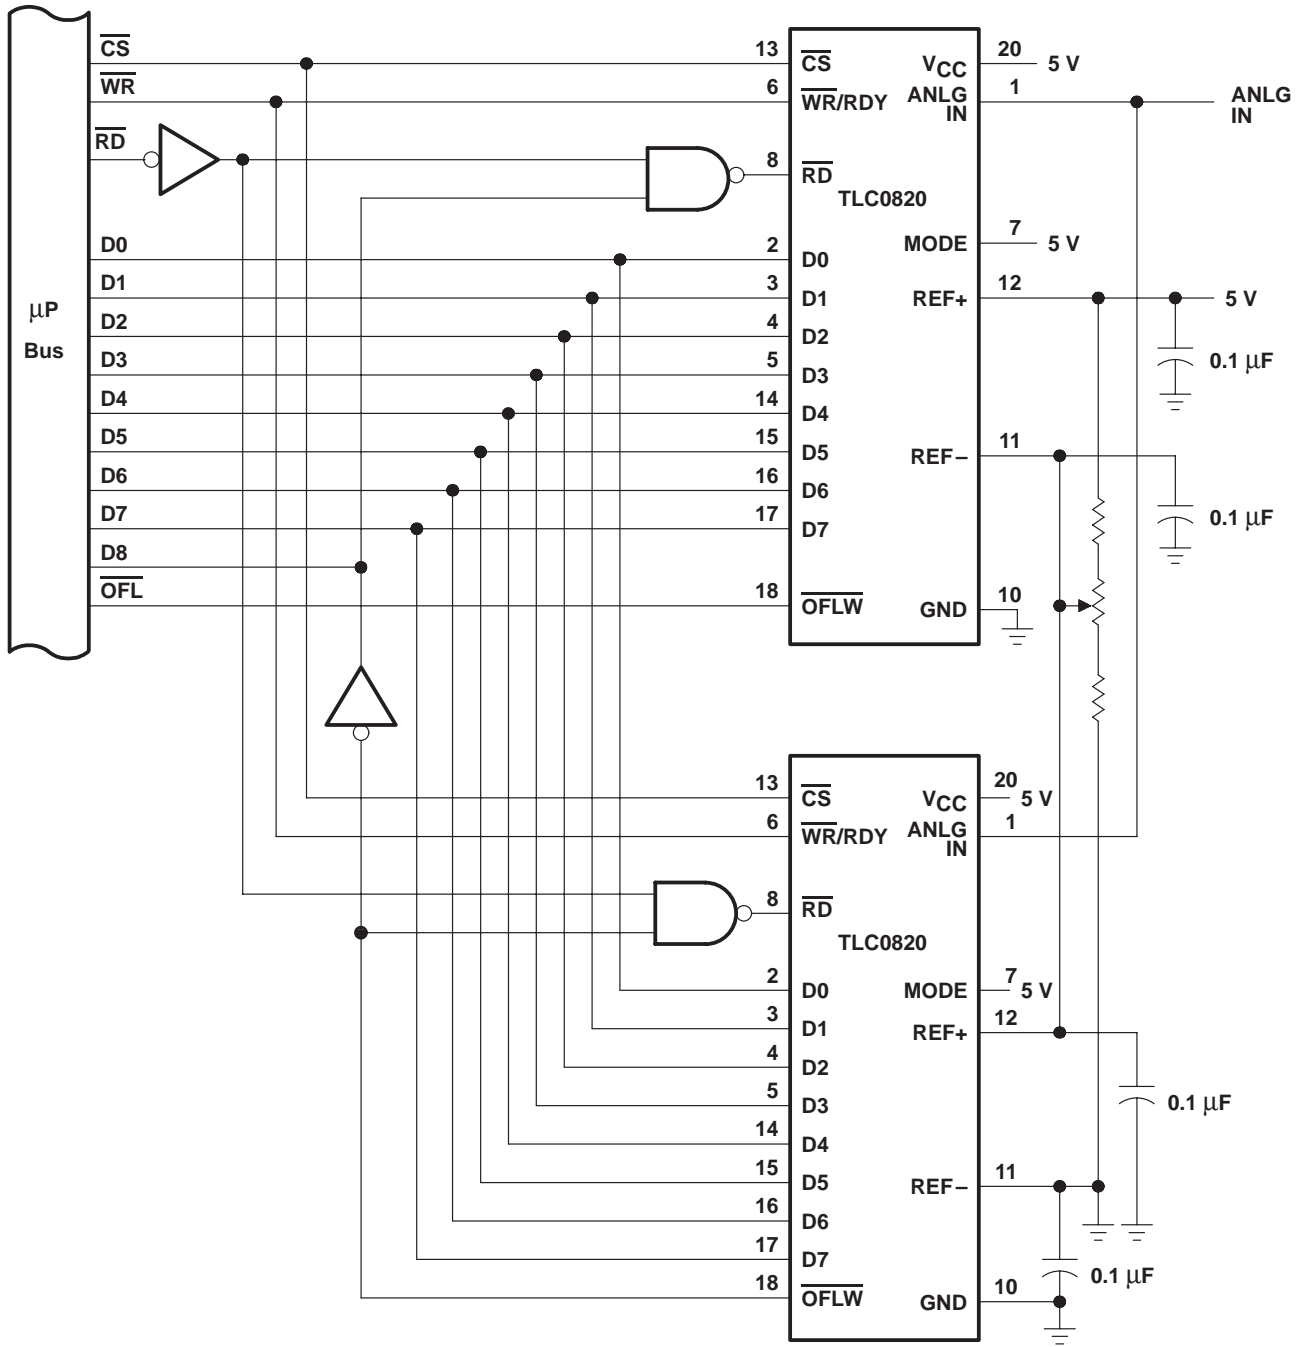 CS 13 CS VCC 20 5 V
WR 6 WR/RDY ANLG IN 1 ANLG IN
RD 8 RD
TLC0820
MODE 7 5 V
D0 2 D0
D1 3 D1 REF+ 12 5 V
μP Bus
D2 4 D2
D3 5 D3 0.1 μF
D4 14 D4
D5 15 D5 REF– 11
D6 16 D6
D7 17 D7 0.1 μF
D8
OFL 18 OFLW GND 10
13 CS VCC 20 5 V
6 WR/RDY ANLG IN 1
8 RD
TLC0820
2 D0 MODE 7 5 V
3 D1 REF+ 12
4 D2
5 D3 0.1 μF
14 D4
15 D5 REF– 11
16 D6
17 D7 0.1 μF
18 OFLW GND 10